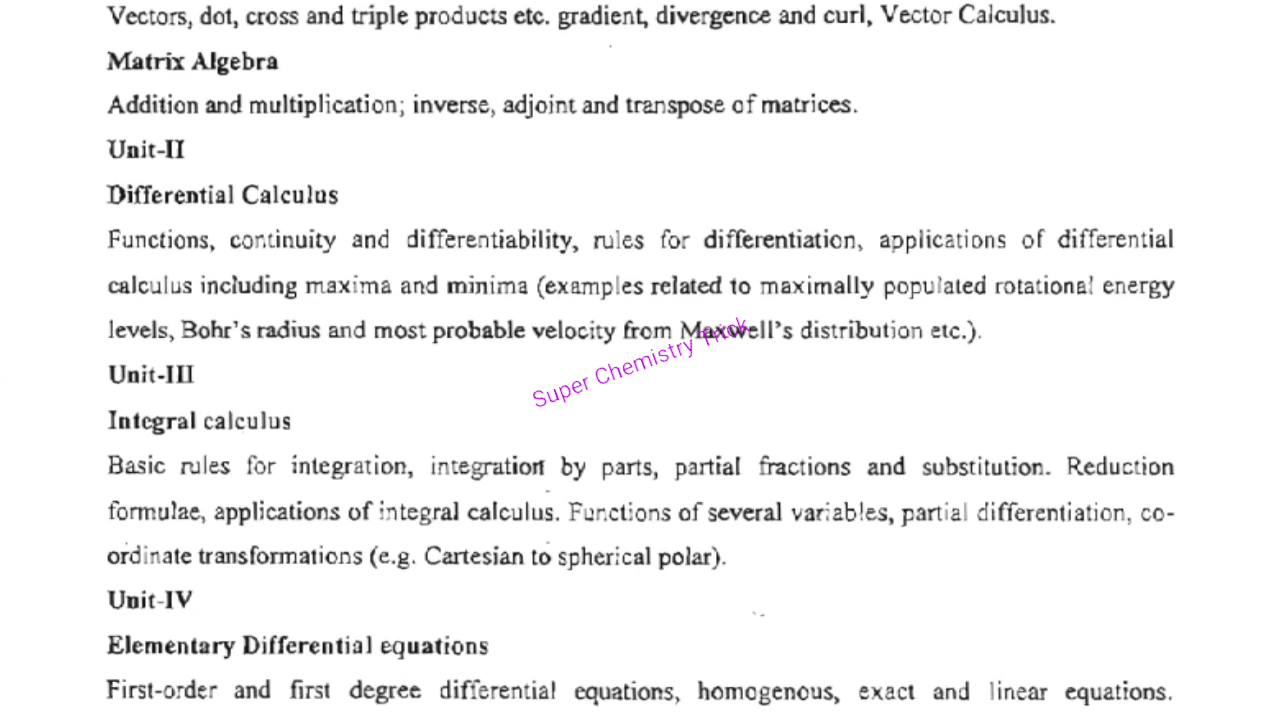 Vectors, dot, cross and triple products etc. gradient, divergence and curl, Vector Calculus.
Matrix Algebra
Addition and multiplication; inverse, adjoint and transpose of matrices.
Unit-II
Differential Calculus
Functions, continuity and differentiability, rules for differentiation, applications of differential
calculus including maxima and minima (examples related to maximally populated rotational energy
levels, Bohr's radius and most probable velocity from Maxwell's distribution etc.).
Super Chemistry Trick
Unit-III
Integral calculus
Basic rules for integration, integration by parts, partial fractions and substitution. Reduction
formulae, applications of integral calculus. Functions of several variables, partial differentiation, co-
ordinate transformations (e.g. Cartesian to spherical polar).
Unit-IV
Elementary Differential equations
First-order and first degree differential equations, homogenous, exact and linear equations.